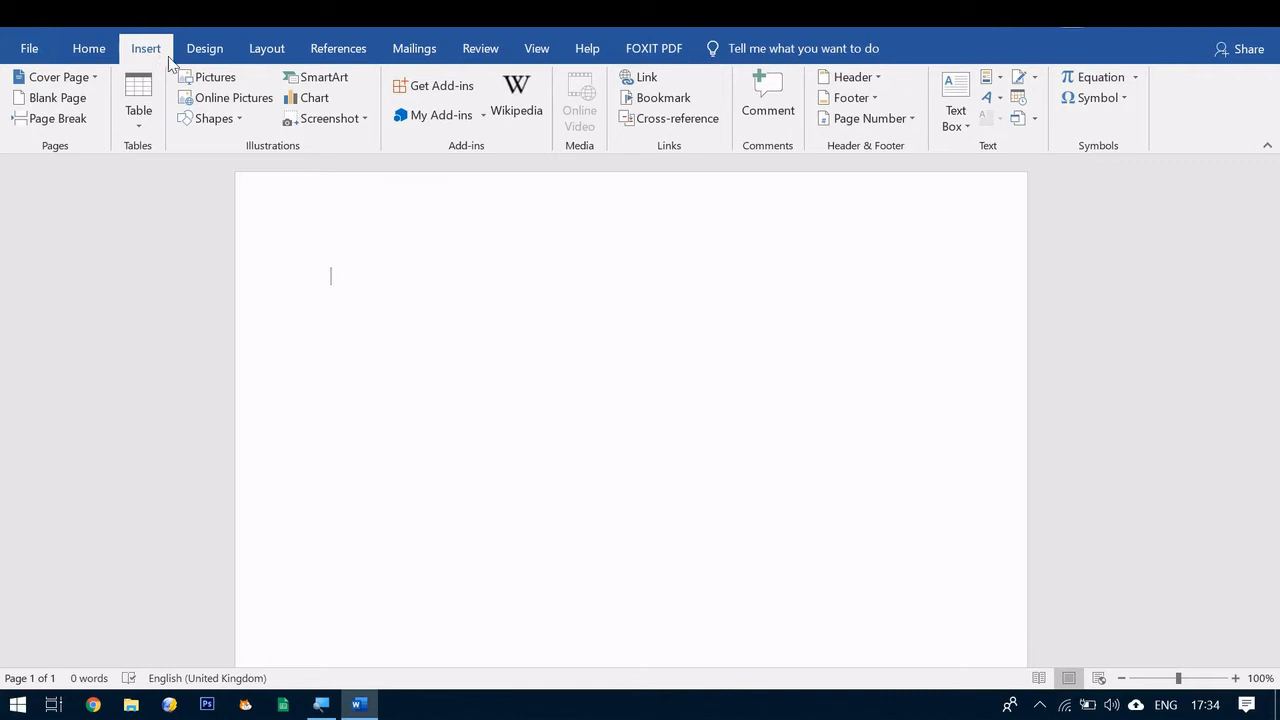 File Home Insert Design Layout References Mailings Review View Help FOXIT PDF Tell me what you want to do Share
Cover Page
Blank Page
Page Break
Pages
Table
Tables
Pictures
Online Pictures
Shapes
SmartArt
Chart
Screenshot
Illustrations
Get Add-ins
My Add-ins
W
Wikipedia
Add-ins
Online
Video
Media
Link
Bookmark
Cross-reference
Links
Comment
Comments
Header
Footer
Page Number
Header & Footer
Text
Box
Text
π Equation
Ω Symbol
Symbols
Page 1 of 1 0 words English (United Kingdom) 100%
Ps ENG 17:34